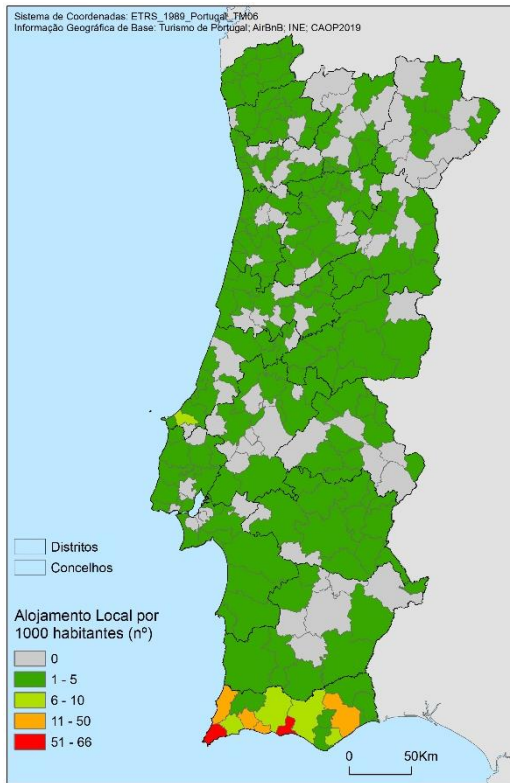 Sistema de Coordenadas: ETRS_1989_Portugal_TM06
Informação Geográfica de Base: Turismo de Portugal; AirBnB; INE; CAOP2019
Distritos
Concelhos
Alojamento Local por
1000 habitantes (nº)
0
1 - 5
6 - 10
11 - 50
51 - 66
0 50Km